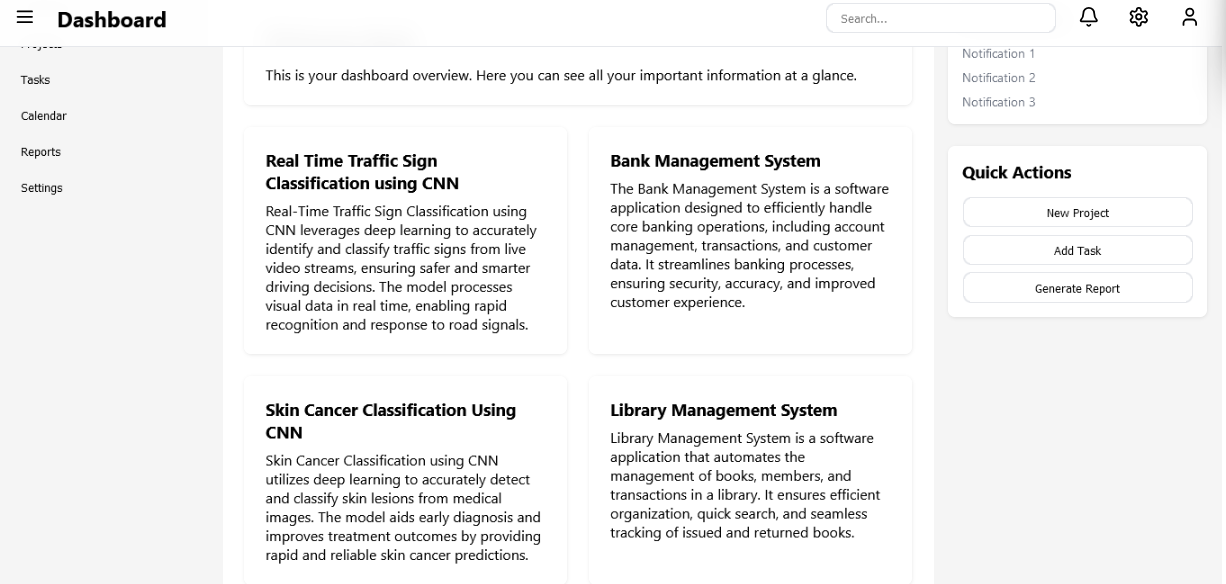 Dashboard
Search...
Projects
Tasks
Calendar
Reports
Settings
This is your dashboard overview. Here you can see all your important information at a glance.
Real Time Traffic Sign
Classification using CNN
Real-Time Traffic Sign Classification using
CNN leverages deep learning to accurately
identify and classify traffic signs from live
video streams, ensuring safer and smarter
driving decisions. The model processes
visual data in real time, enabling rapid
recognition and response to road signals.
Bank Management System
The Bank Management System is a software
application designed to efficiently handle
core banking operations, including account
management, transactions, and customer
data. It streamlines banking processes,
ensuring security, accuracy, and improved
customer experience.
Skin Cancer Classification Using
CNN
Skin Cancer Classification using CNN
utilizes deep learning to accurately detect
and classify skin lesions from medical
images. The model aids early diagnosis and
improves treatment outcomes by providing
rapid and reliable skin cancer predictions.
Library Management System
Library Management System is a software
application that automates the
management of books, members, and
transactions in a library. It ensures efficient
organization, quick search, and seamless
tracking of issued and returned books.
Notification 1
Notification 2
Notification 3
Quick Actions
New Project
Add Task
Generate Report